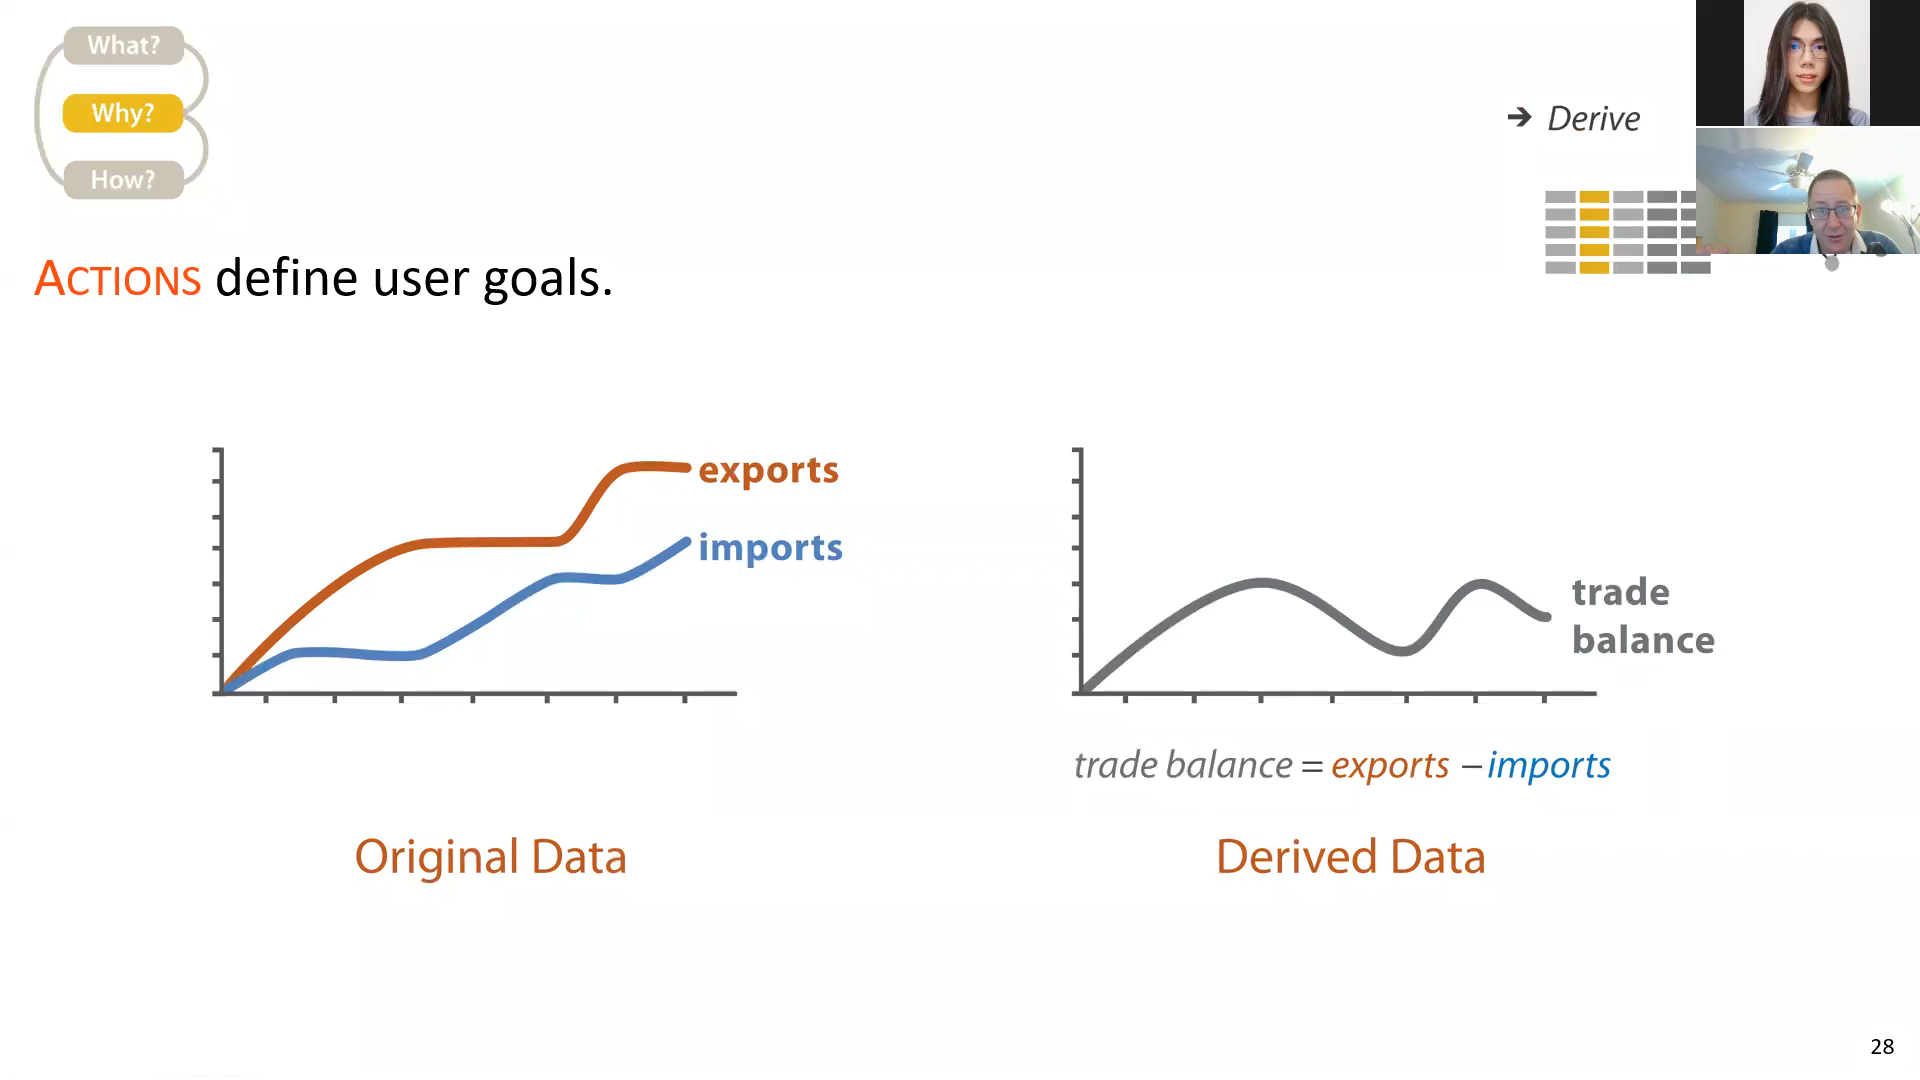 What?
Why?
How?
→ Derive
ACTIONS define user goals.
exports
imports
trade
balance
trade balance = exports − imports
Original Data
Derived Data
28